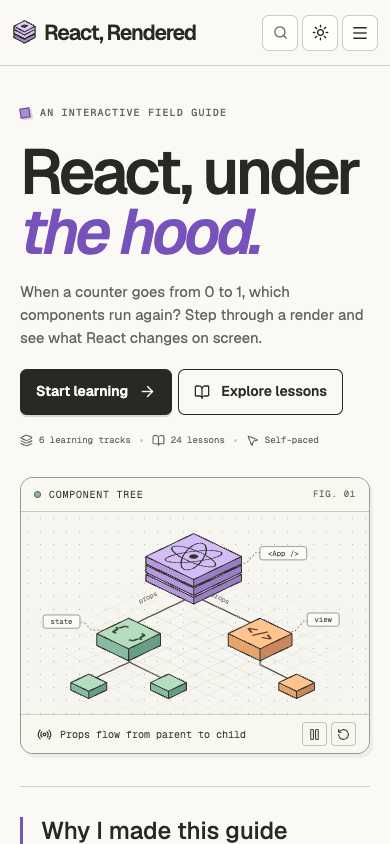 React, Rendered
AN INTERACTIVE FIELD GUIDE
React, under
the hood.
When a counter goes from 0 to 1, which
components run again? Step through a render and
see what React changes on screen.
Start learning
Explore lessons
6 learning tracks • 24 lessons • Self-paced
COMPONENT TREE
FIG. 01
<App />
props
props
state
view
</>
Props flow from parent to child
Why I made this guide